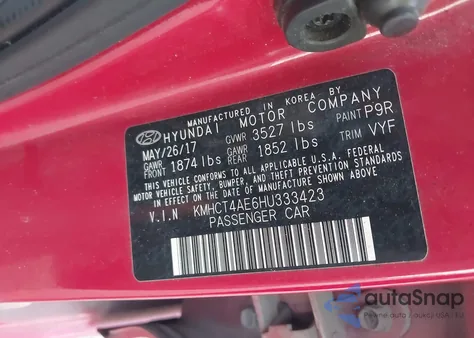 MANUFACTURED IN KOREA BY
HYUNDAI MOTOR COMPANY
MAY/26/17 GVWR 3527 lbs PAINT P9R
GAWR FRONT 1874 lbs GAWR REAR 1852 lbs TRIM VYF
THIS VEHICLE CONFORMS TO ALL APPLICABLE U.S.A. FEDERAL
MOTOR VEHICLE SAFETY, BUMPER, AND THEFT PREVENTION STANDARDS
IN EFFECT ON THE DATE OF MANUFACTURE SHOWN ABOVE.
V.I.N KMHCT4AE6HU333423
PASSENGER CAR
autaSnap